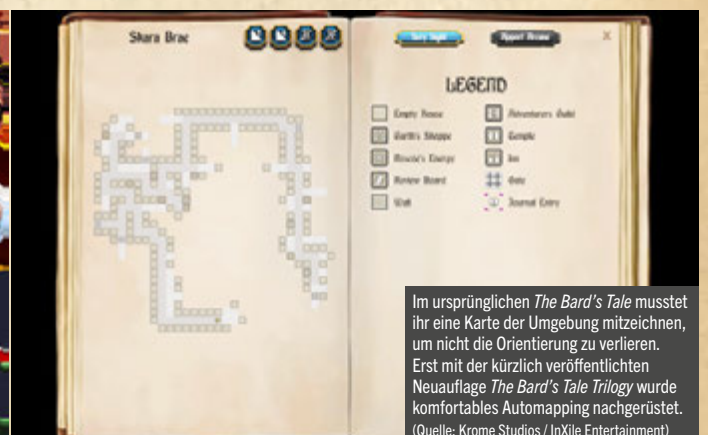 Skara Brae
LEGEND
Empty House
Adventurers Guild
Garth's Shoppe
Temple
Roscoe's Energy
Inn
Review Board
Gate
Wall
Journal Entry
Im ursprünglichen The Bard's Tale musstet
ihr eine Karte der Umgebung mitzeichnen,
um nicht die Orientierung zu verlieren.
Erst mit der kürzlich veröffentlichten
Neuauflage The Bard's Tale Trilogy wurde
komfortables Automapping nachgerüstet.
(Quelle: Krome Studios / InXile Entertainment)